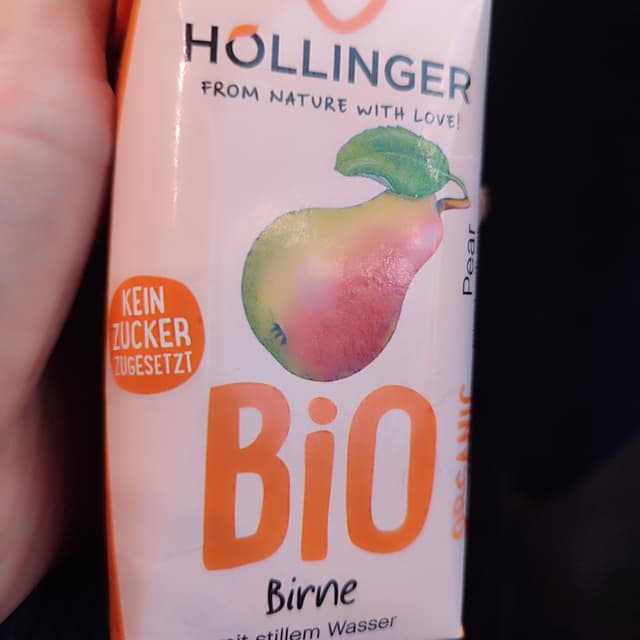 HÖLLINGER
FROM NATURE WITH LOVE!
Pear
KEIN
ZUCKER
ZUGESETZT
BiO
ORGANIC
Birne
mit stillem Wasser